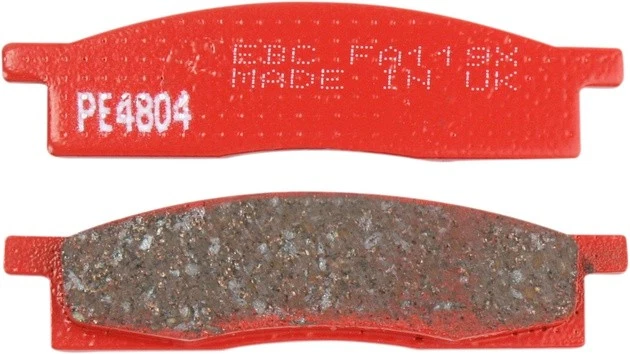 EBC FA119X
MADE IN UK
PE4804